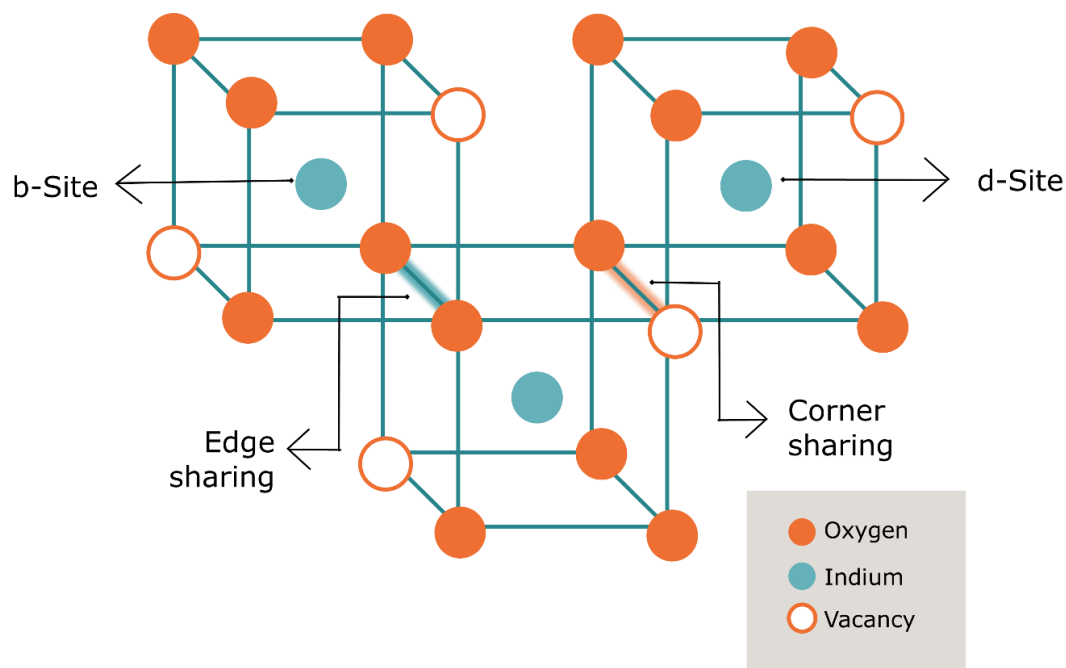 b-Site
d-Site
Edge
sharing
Corner
sharing
Oxygen
Indium
Vacancy